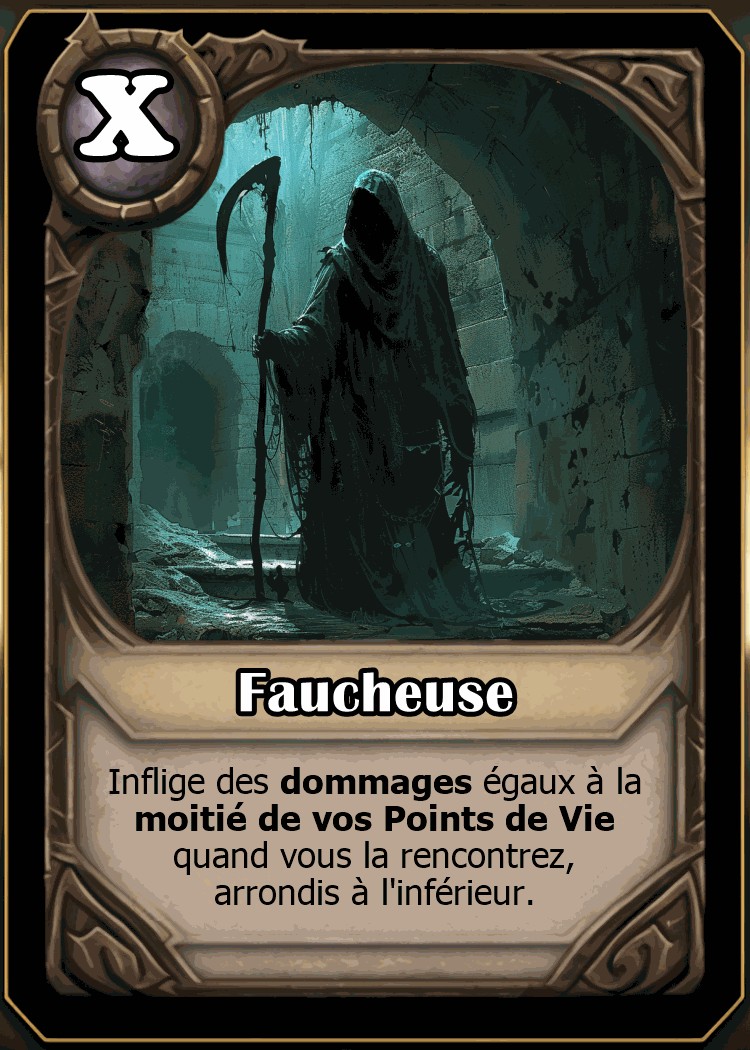 X
Faucheuse
Inflige des dommages égaux à la
moitié de vos Points de Vie
quand vous la rencontrez,
arrondis à l'inférieur.